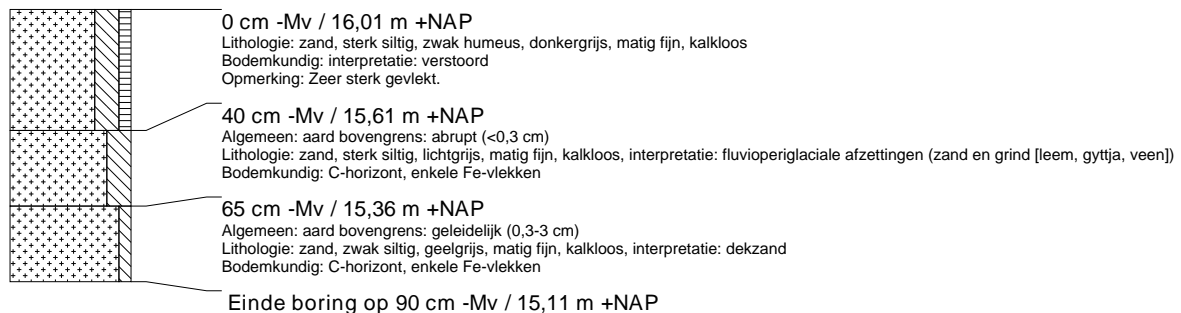 0 cm -Mv / 16,01 m +NAP
Lithologie: zand, sterk siltig, zwak humeus, donkergrijs, matig fijn, kalkloos
Bodemkundig: interpretatie: verstoord
Opmerking: Zeer sterk gevlekt.
40 cm -Mv / 15,61 m +NAP
Algemeen: aard bovengrens: abrupt (<0,3 cm)
Lithologie: zand, sterk siltig, lichtgrijs, matig fijn, kalkloos, interpretatie: fluvioperiglaciale afzettingen (zand en grind [leem, gyttja, veen])
Bodemkundig: C-horizont, enkele Fe-vlekken
65 cm -Mv / 15,36 m +NAP
Algemeen: aard bovengrens: geleidelijk (0,3-3 cm)
Lithologie: zand, zwak siltig, geelgrijs, matig fijn, kalkloos, interpretatie: dekzand
Bodemkundig: C-horizont, enkele Fe-vlekken
Einde boring op 90 cm -Mv / 15,11 m +NAP